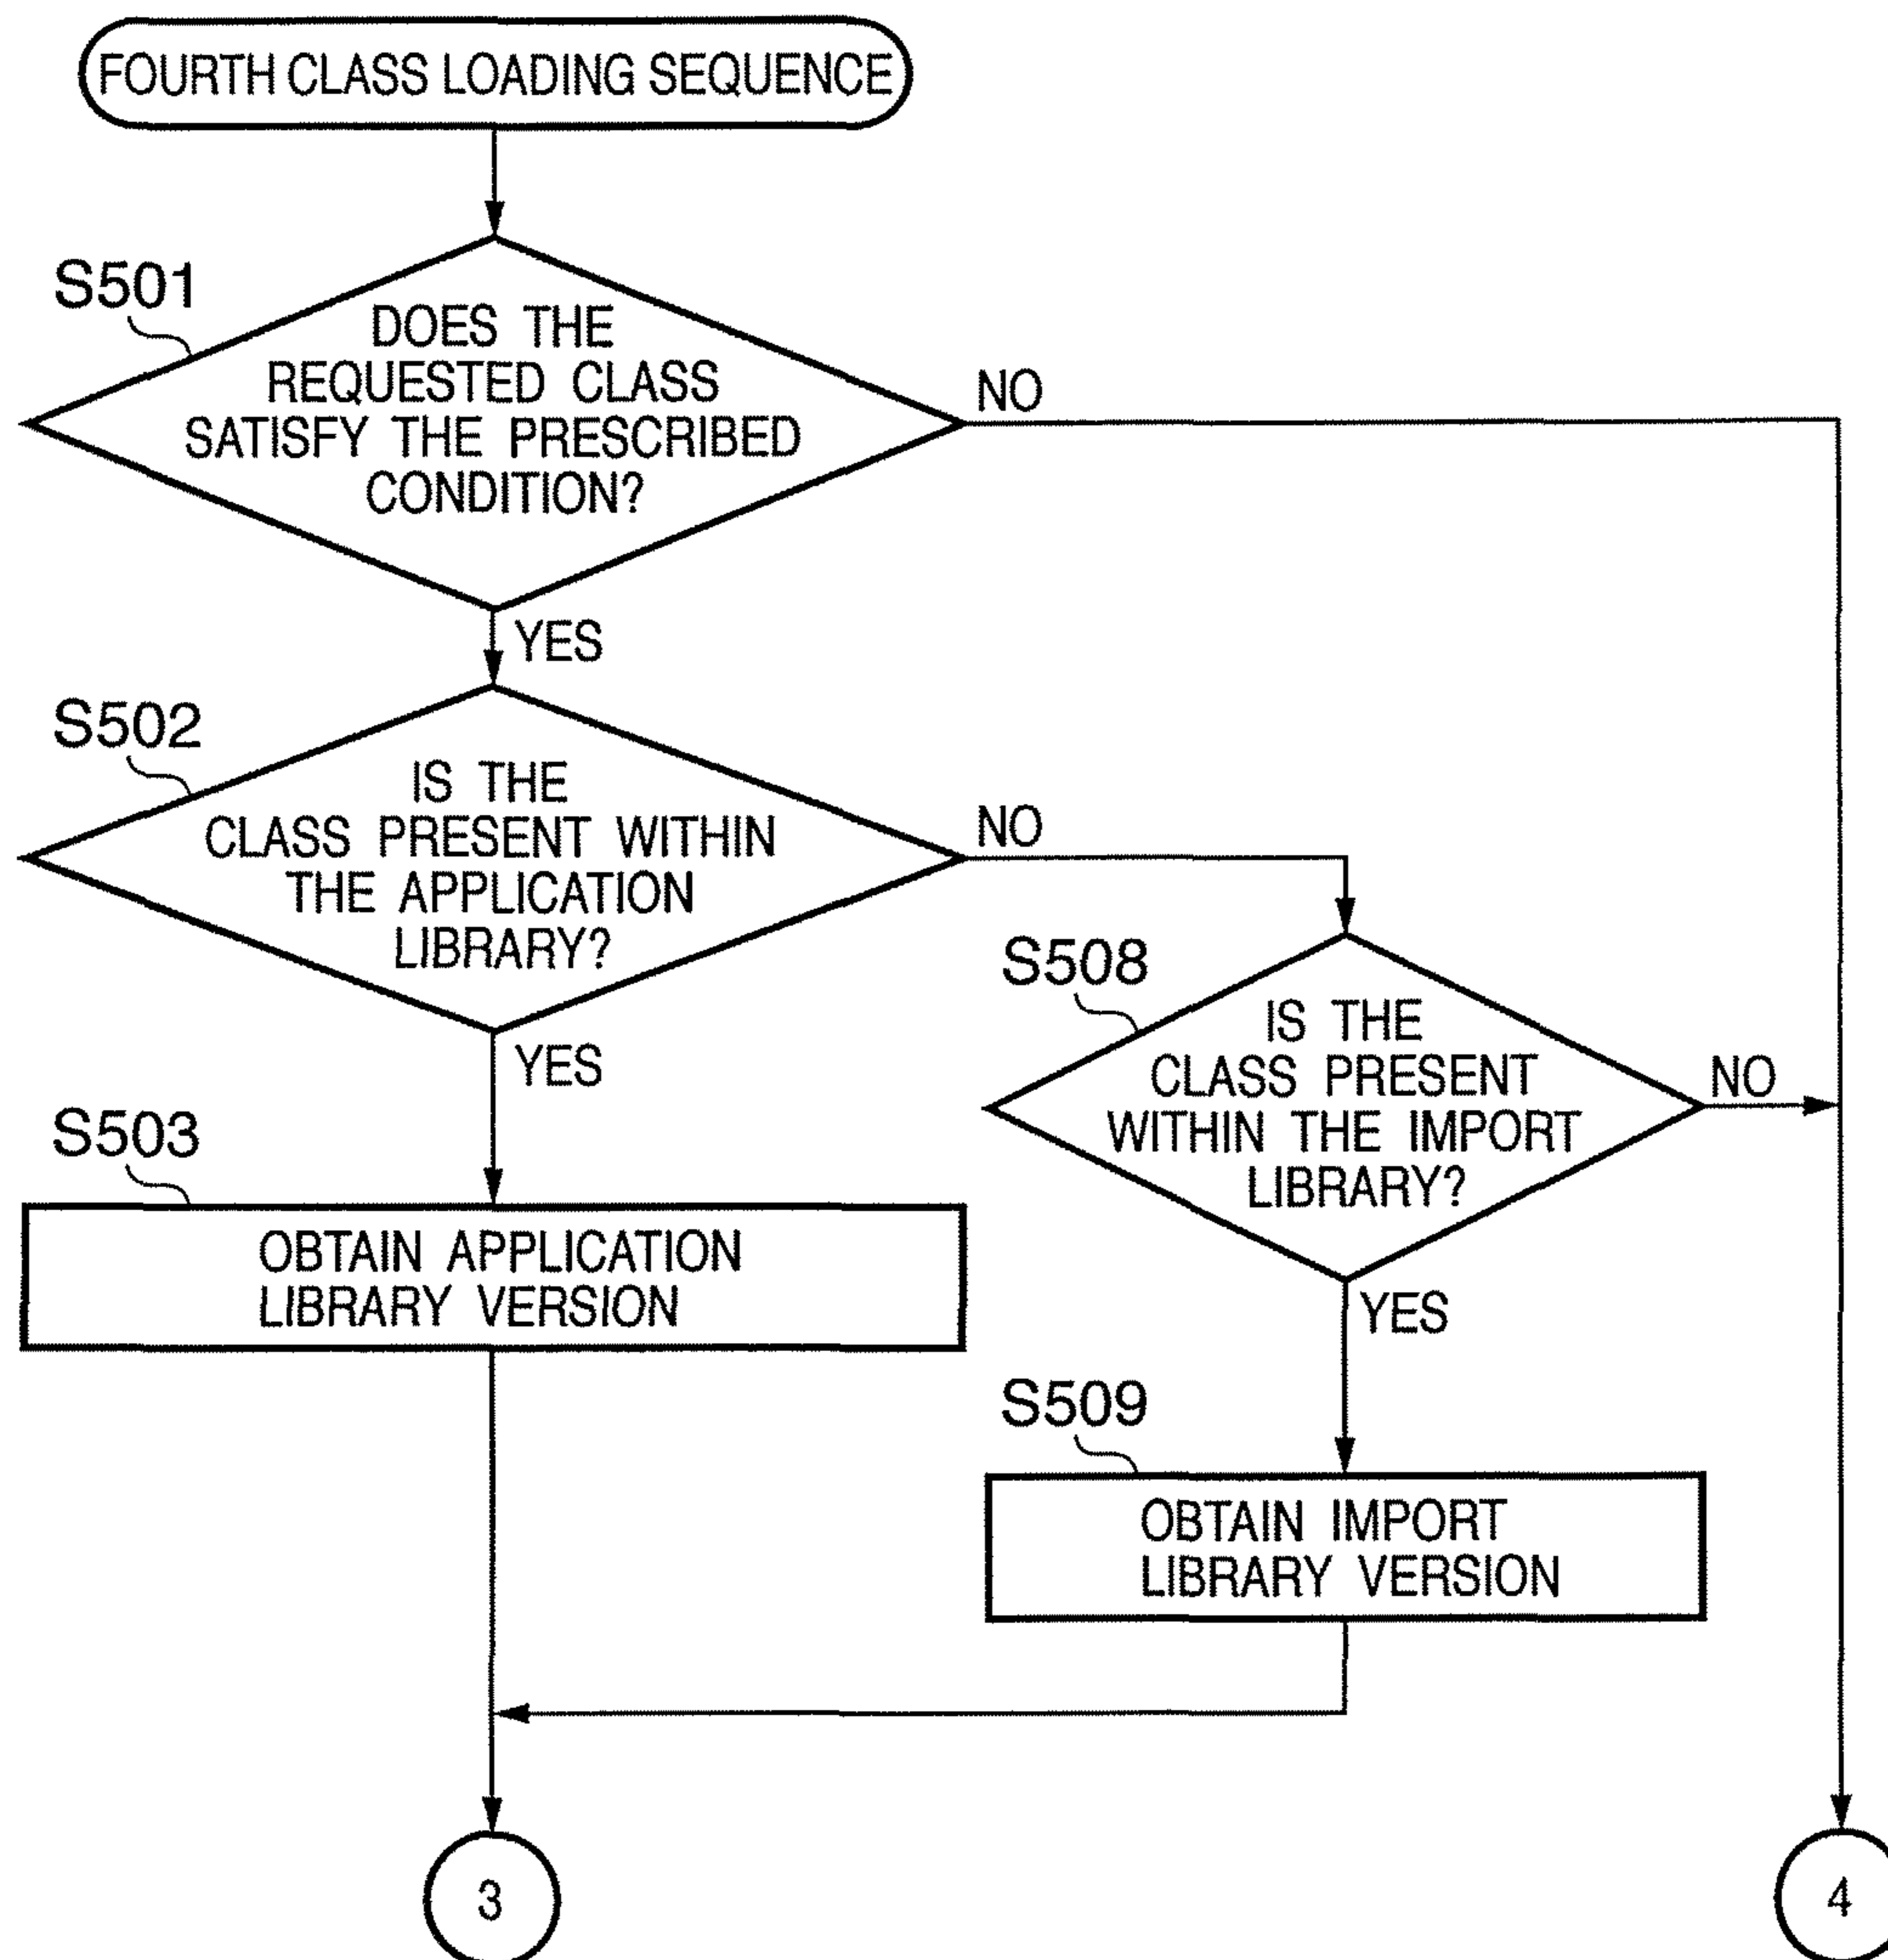 FOURTH CLASS LOADING SEQUENCE
S501
DOES THE
REQUESTED CLASS
SATISFY THE PRESCRIBED
CONDITION?
NO
YES
S502
IS THE
CLASS PRESENT WITHIN
THE APPLICATION
LIBRARY?
NO
YES
S508
IS THE
CLASS PRESENT
WITHIN THE IMPORT
LIBRARY?
NO
YES
S503
OBTAIN APPLICATION
LIBRARY VERSION
S509
OBTAIN IMPORT
LIBRARY VERSION
3
4